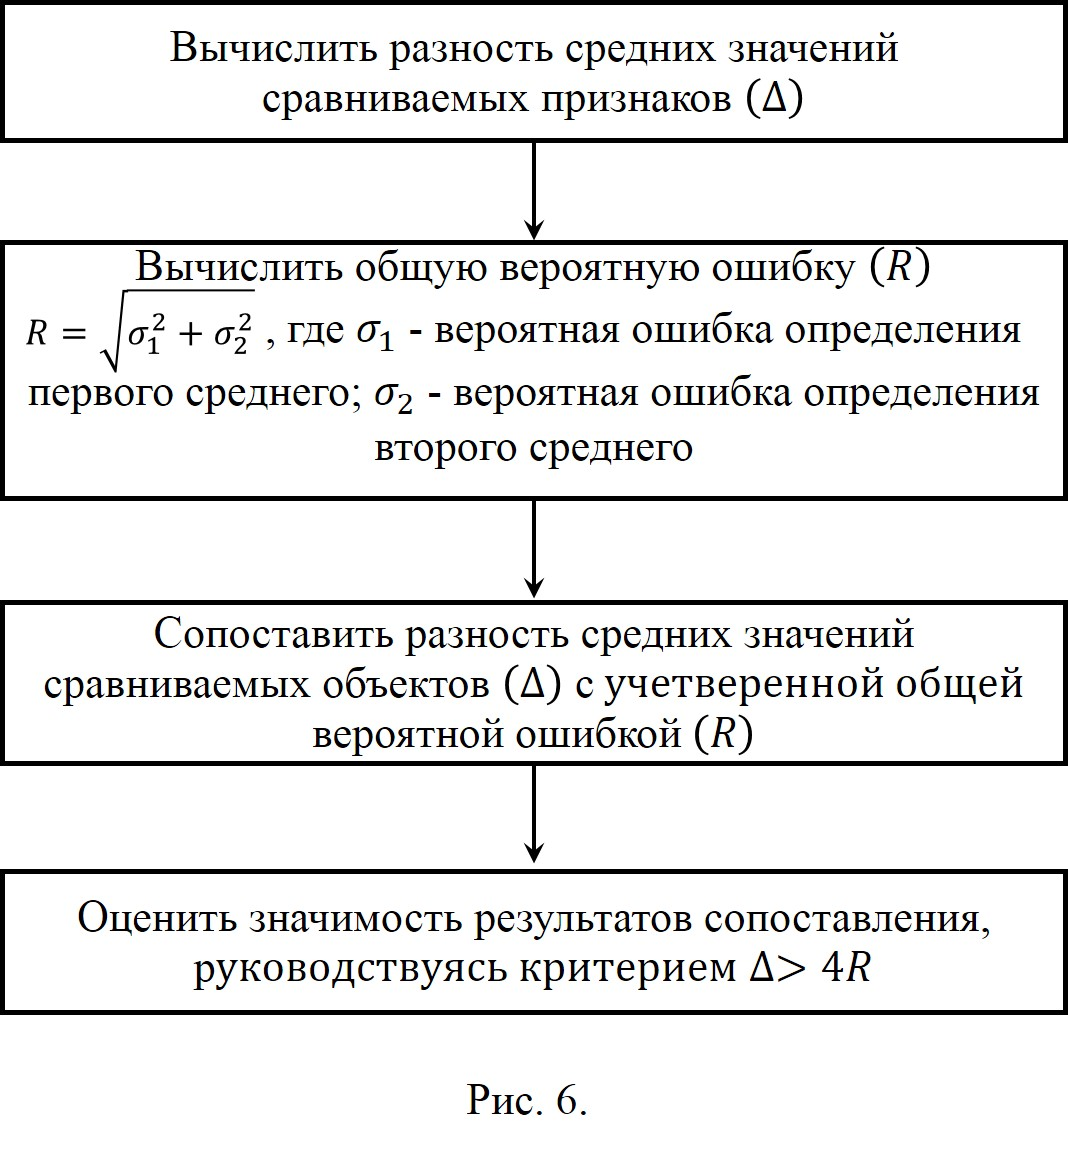 Вычислить разность средних значений
сравниваемых признаков (Δ)
Вычислить общую вероятную ошибку (R)
R = √(σ₁² + σ₂²) , где σ₁ - вероятная ошибка определения
первого среднего; σ₂ - вероятная ошибка определения
второго среднего
Сопоставить разность средних значений
сравниваемых объектов (Δ) с учетверенной общей
вероятной ошибкой (R)
Оценить значимость результатов сопоставления,
руководствуясь критерием Δ> 4R
Рис. 6.